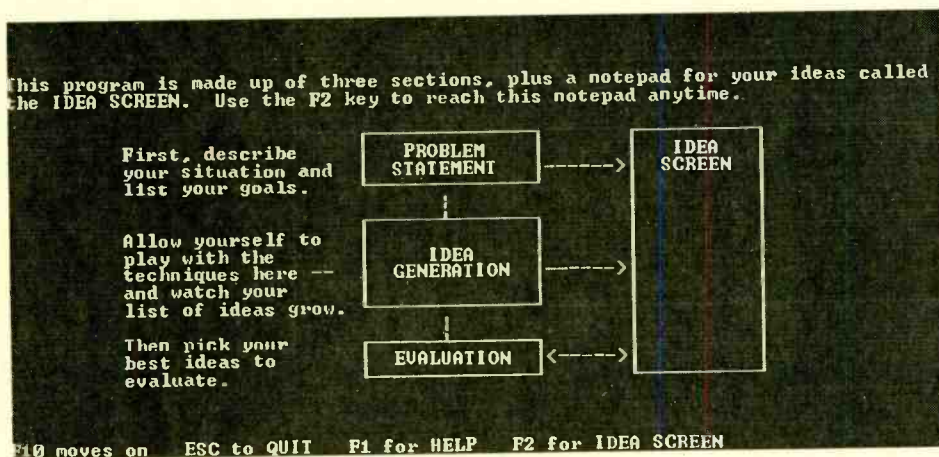 This program is made up of three sections, plus a notepad for your ideas called
the IDEA SCREEN. Use the F2 key to reach this notepad anytime.
First, describe
your situation and
list your goals.
PROBLEM
STATEMENT
IDEA
SCREEN
Allow yourself to
play with the
techniques here --
and watch your
list of ideas grow.
IDEA
GENERATION
Then pick your
best ideas to
evaluate.
EVALUATION
F10 moves on ESC to QUIT F1 for HELP F2 for IDEA SCREEN